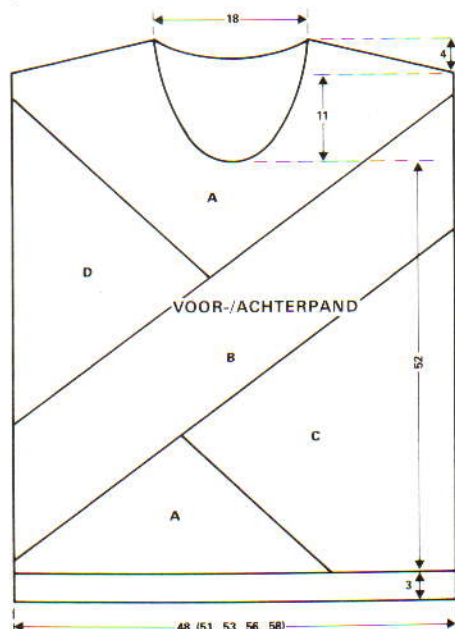 18
4
11
A
D
VOOR-/ACHTERPAND
B
52
C
A
3
48 (51, 53, 56, 58)